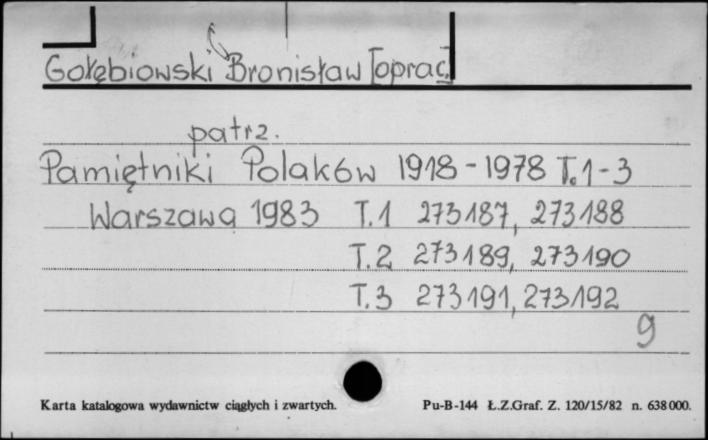 Gołębiowski Bronisław [oprac.]
patrz.
Pamiętniki Polaków 1918-1978 T.1-3
Warszawa 1983 T.1 273187, 273188
T.2 273189, 273190
T.3 273191, 273192
g
Karta katalogowa wydawnictw ciągłych i zwartych. Pu-B-144 Ł.Z.Graf. Z. 120/15/82 n. 638000.